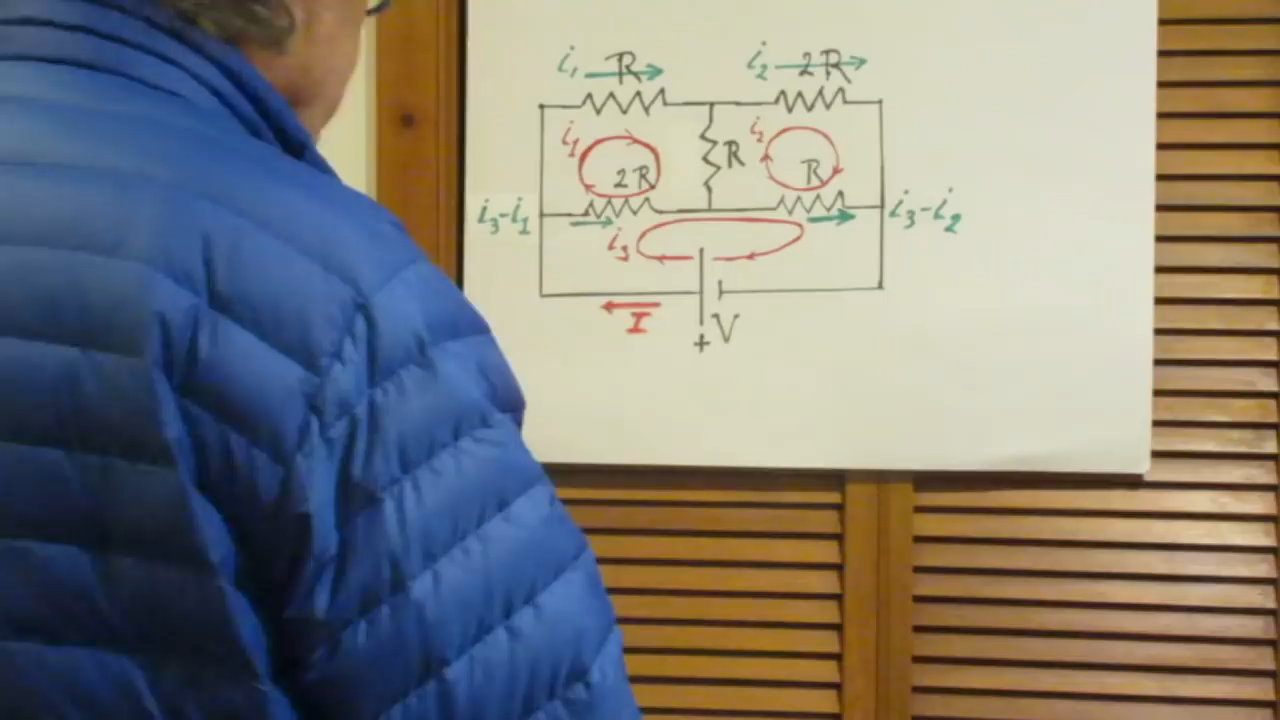 i₁ R i₂ 2R
i₁ 2R R i₂ R
i₃-i₁ i₃-i₂
i₃
I
+ V